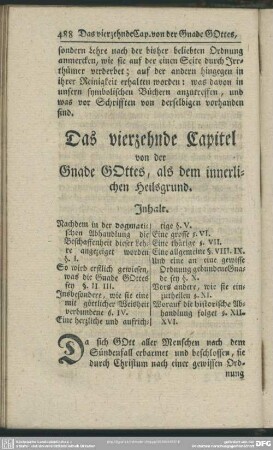 488 Das vierzehnde Cap. von der Gnade GOttes,
sondern Lehre nach der bisher beliebten Ordnung
anmercken, wie sie auf der einen Seite durch Irr-
thümer verderbet; auf der andern hingegen in
ihrer Reinigkeit erhalten worden: was davon in
unsern symbolischen Büchern anzutreffen, und
was vor Schrifften von derselbigen vorhanden
sind.
Das vierzehnde Capitel
von der
Gnade GOttes, als dem innerli-
chen Heilsgrund.
Inhalt.
Nachdem in der dogmati-
schen Abhandlung die
Beschaffenheit dieser Leh-
re angezeiget worden
§. I.
So wird erstlich gewiesen,
was die Gnade GOttes
sey §. II III.
Insbesondere, wie sie eine
mit göttlicher Weisheit
verbundene §. IV.
Eine hertzliche und aufrich-
tige §. V.
Eine grosse §. VI.
Eine thätige §. VII.
Eine allgemeine §. VIII. IX.
Und eine an eine gewisse
Ordnung gebundene Gna-
de sey §. X.
Vors andere, wie sie ein-
zutheilen §. XI.
Worauf die historische Ab-
handlung folget §. XII-
XVI.
Da sich GOtt aller Menschen nach dem
Sündenfall erbarmet und beschlossen, sie
durch Christum nach einer gewissen Ord-
nung